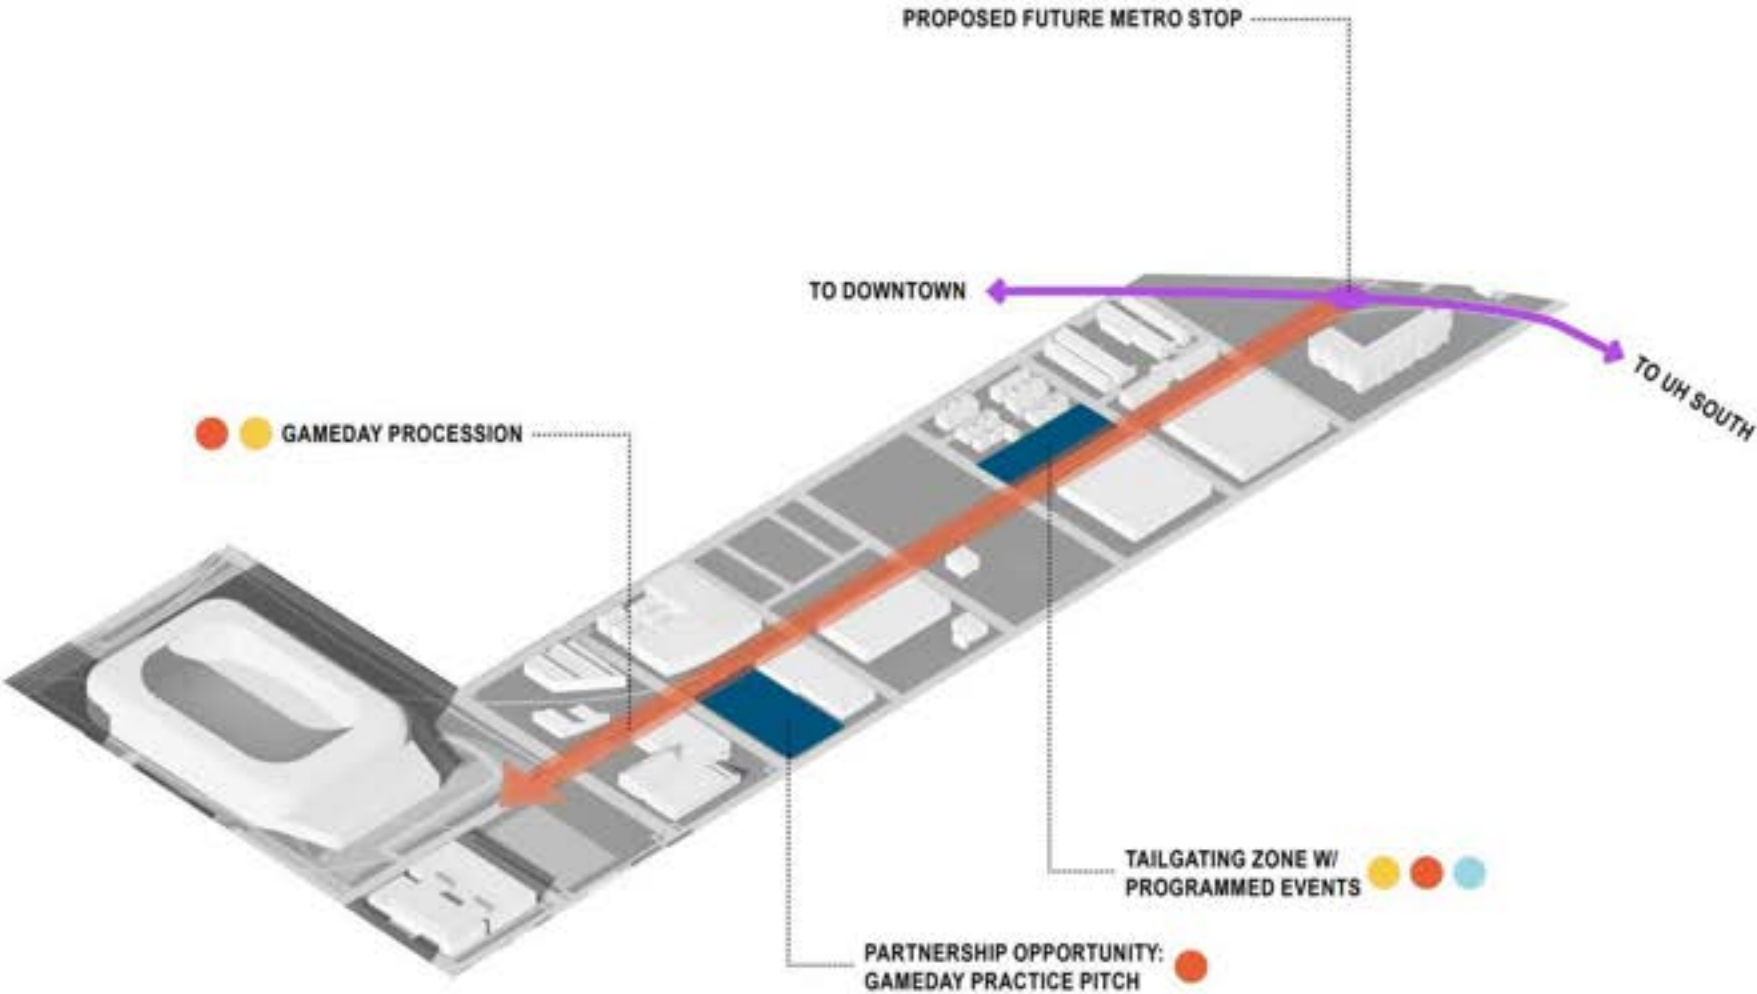 PROPOSED FUTURE METRO STOP
TO DOWNTOWN
TO UH SOUTH
GAMEDAY PROCESSION
TAILGATING ZONE W/
PROGRAMMED EVENTS
PARTNERSHIP OPPORTUNITY:
GAMEDAY PRACTICE PITCH